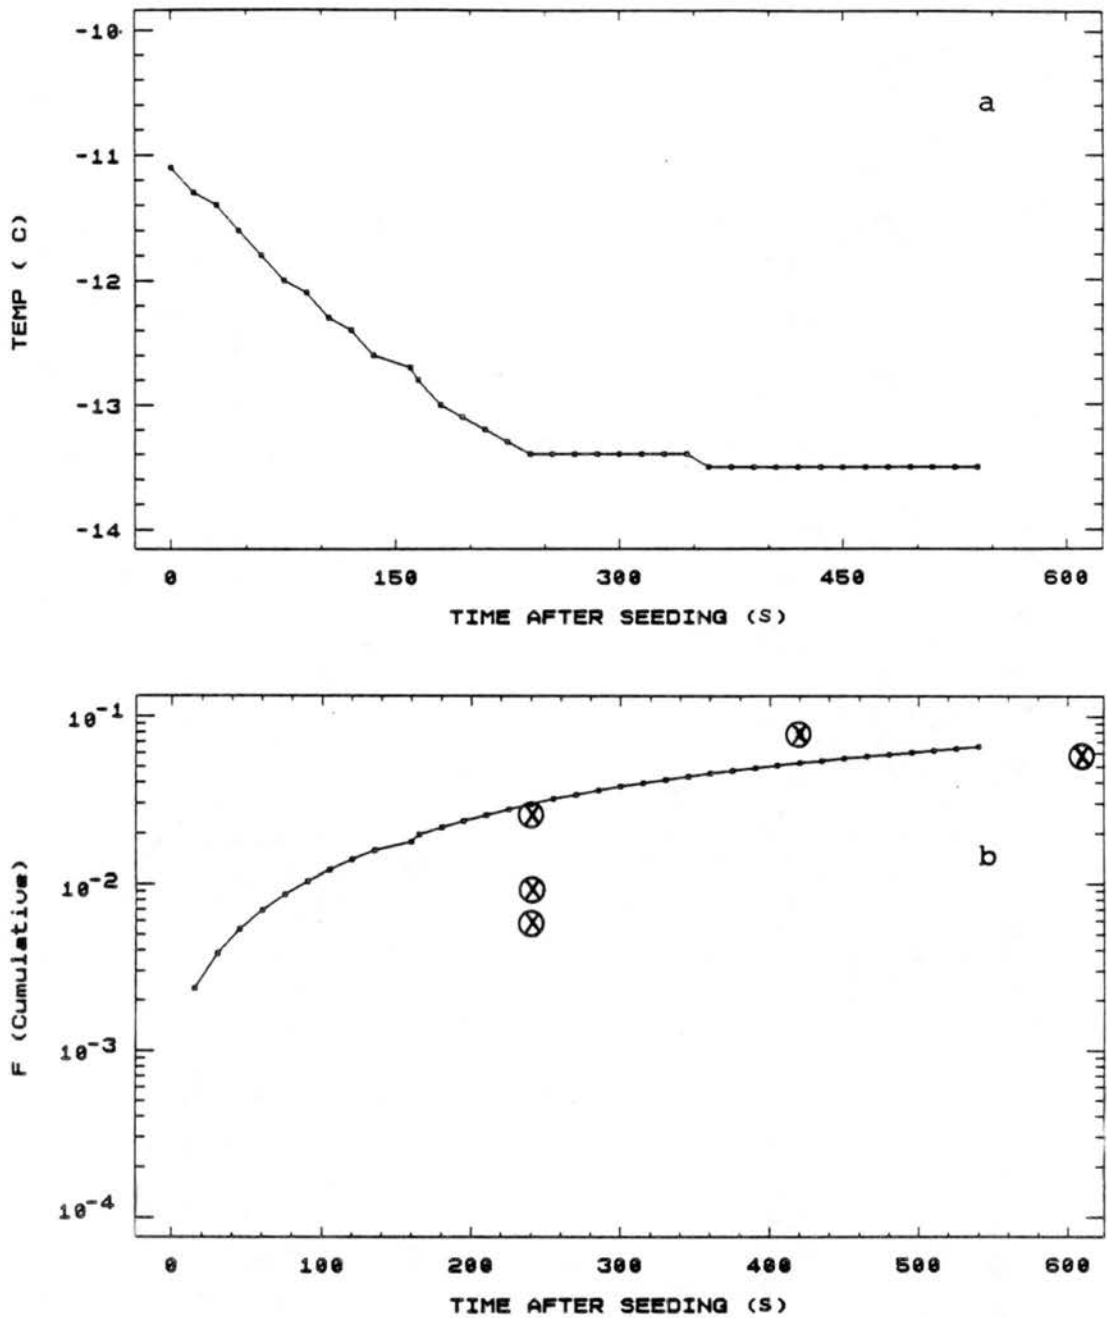 -10
a
-11
TEMP ( C)
-12
-13
-14
0 150 300 450 600
TIME AFTER SEEDING (S)
10-1
b
F (Cumulative)
10-2
10-3
10-4
0 100 200 300 400 500 600
TIME AFTER SEEDING (S)